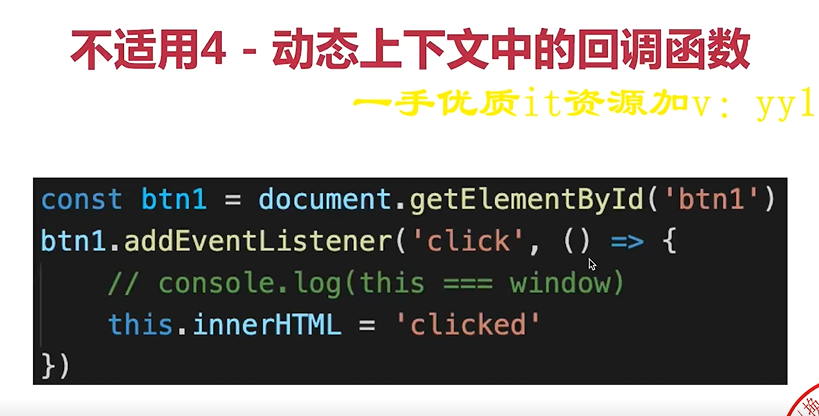 不适用4 - 动态上下文中的回调函数
一手优质it资源加v：yyl
const btn1 = document.getElementById('btn1')
btn1.addEventListener('click', () => {
    // console.log(this === window)
    this.innerHTML = 'clicked'
})